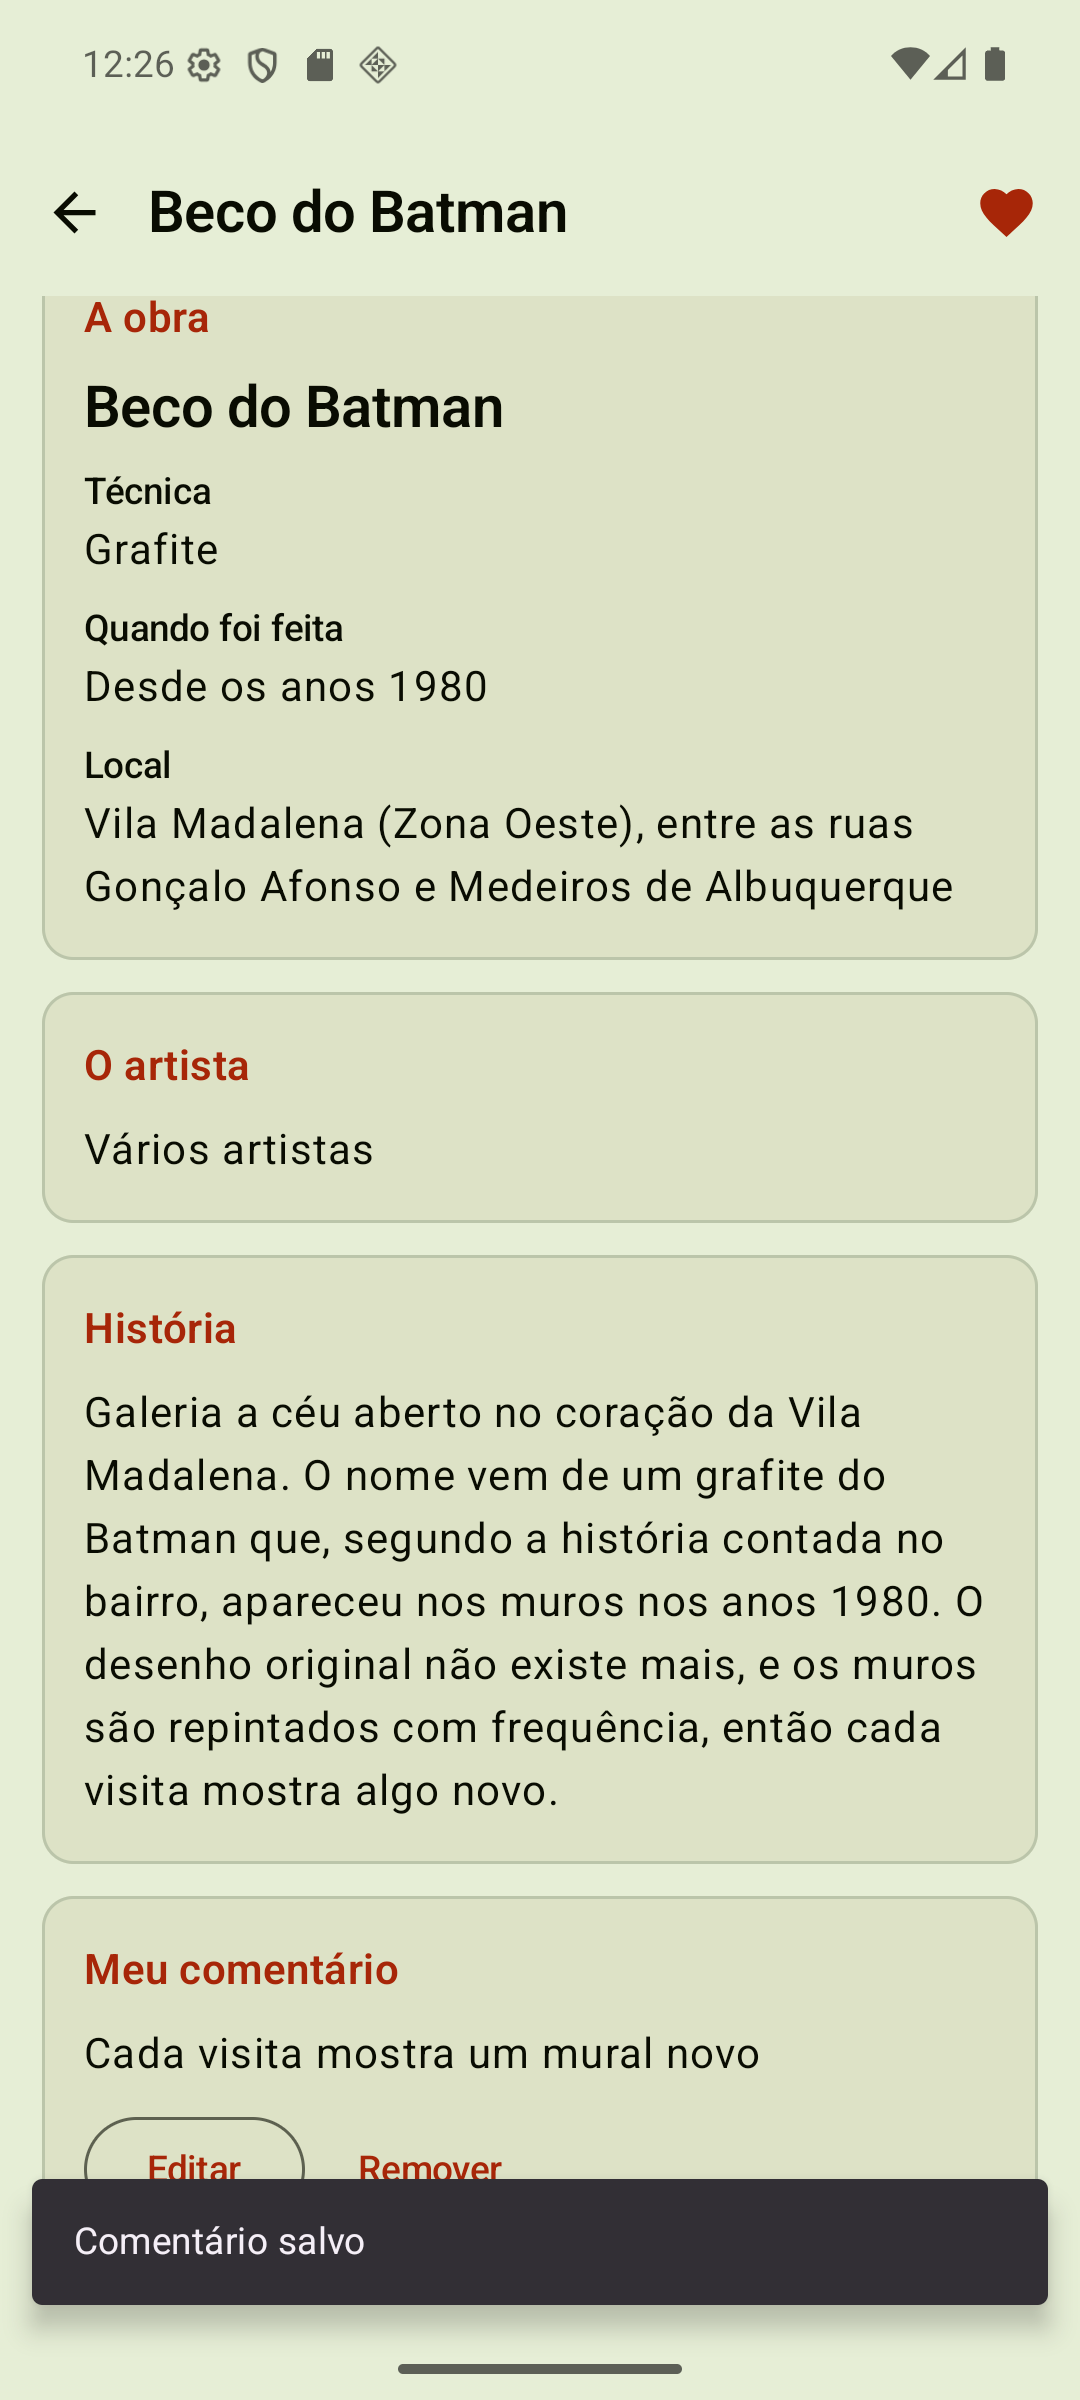 12:26
Beco do Batman
A obra
Beco do Batman
Técnica
Grafite
Quando foi feita
Desde os anos 1980
Local
Vila Madalena (Zona Oeste), entre as ruas
Gonçalo Afonso e Medeiros de Albuquerque
O artista
Vários artistas
História
Galeria a céu aberto no coração da Vila
Madalena. O nome vem de um grafite do
Batman que, segundo a história contada no
bairro, apareceu nos muros nos anos 1980. O
desenho original não existe mais, e os muros
são repintados com frequência, então cada
visita mostra algo novo.
Meu comentário
Cada visita mostra um mural novo
Editar Remover
Comentário salvo